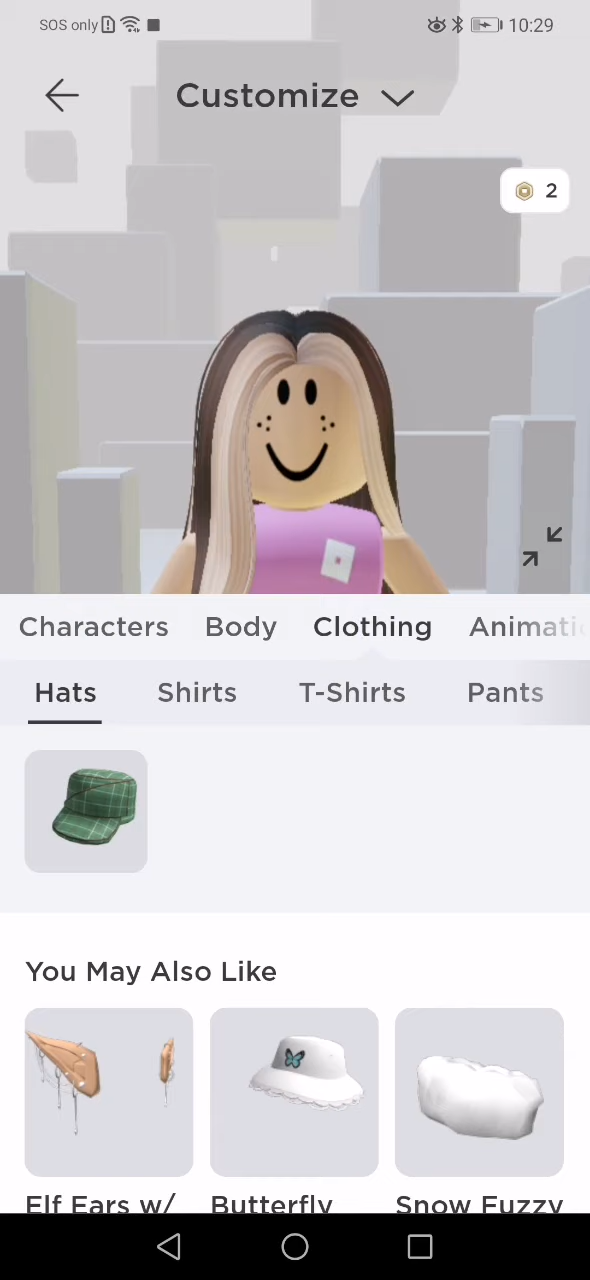 SOS only 10:29
Customize
2
Characters Body Clothing Animatic
Hats Shirts T-Shirts Pants
You May Also Like
Elf Ears w/ Butterfly Snow Fuzzy